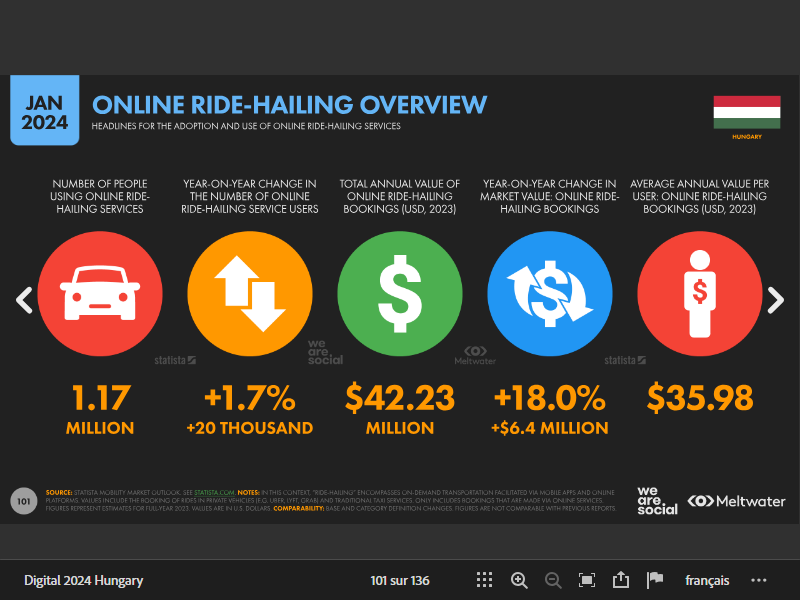 JAN
2024
ONLINE RIDE-HAILING OVERVIEW
HEADLINES FOR THE ADOPTION AND USE OF ONLINE RIDE-HAILING SERVICES
HUNGARY
NUMBER OF PEOPLE
USING ONLINE RIDE-
HAILING SERVICES
YEAR-ON-YEAR CHANGE IN
THE NUMBER OF ONLINE
RIDE-HAILING SERVICE USERS
TOTAL ANNUAL VALUE OF
ONLINE RIDE-HAILING
BOOKINGS (USD, 2023)
YEAR-ON-YEAR CHANGE IN
MARKET VALUE: ONLINE RIDE-
HAILING BOOKINGS
AVERAGE ANNUAL VALUE PER
USER: ONLINE RIDE-HAILING
BOOKINGS (USD, 2023)
$
$
$
statista
we
are.
social
Meltwater
statista
1.17
MILLION
+1.7%
+20 THOUSAND
$42.23
MILLION
+18.0%
+$6.4 MILLION
$35.98
101
SOURCE: STATISTA MOBILITY MARKET OUTLOOK. SEE STATISTA.COM. NOTES: IN THIS CONTEXT, "RIDE-HAILING" ENCOMPASSES ON-DEMAND TRANSPORTATION FACILITATED VIA MOBILE APPS AND ONLINE
PLATFORMS. VALUES INCLUDE THE BOOKING OF RIDES IN PRIVATE VEHICLES (E.G. UBER, LYFT, GRAB) AND TRADITIONAL TAXI SERVICES. ONLY INCLUDES BOOKINGS THAT ARE MADE VIA ONLINE SERVICES.
FIGURES REPRESENT ESTIMATES FOR FULL-YEAR 2023. VALUES ARE IN U.S. DOLLARS. COMPARABILITY: BASE AND CATEGORY DEFINITION CHANGES. FIGURES ARE NOT COMPARABLE WITH PREVIOUS REPORTS.
we
are.
social
Meltwater
Digital 2024 Hungary
101 sur 136
français